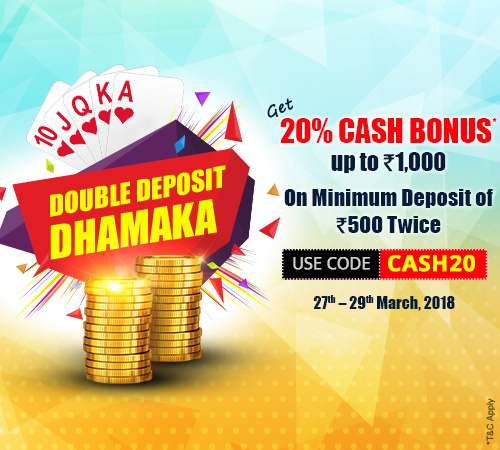 10 J Q K A
DOUBLE DEPOSIT
DHAMAKA
Get
20% CASH BONUS*
up to ₹1,000
On Minimum Deposit of
₹500 Twice
USE CODE CASH20
27th – 29th March, 2018
*T&C Apply